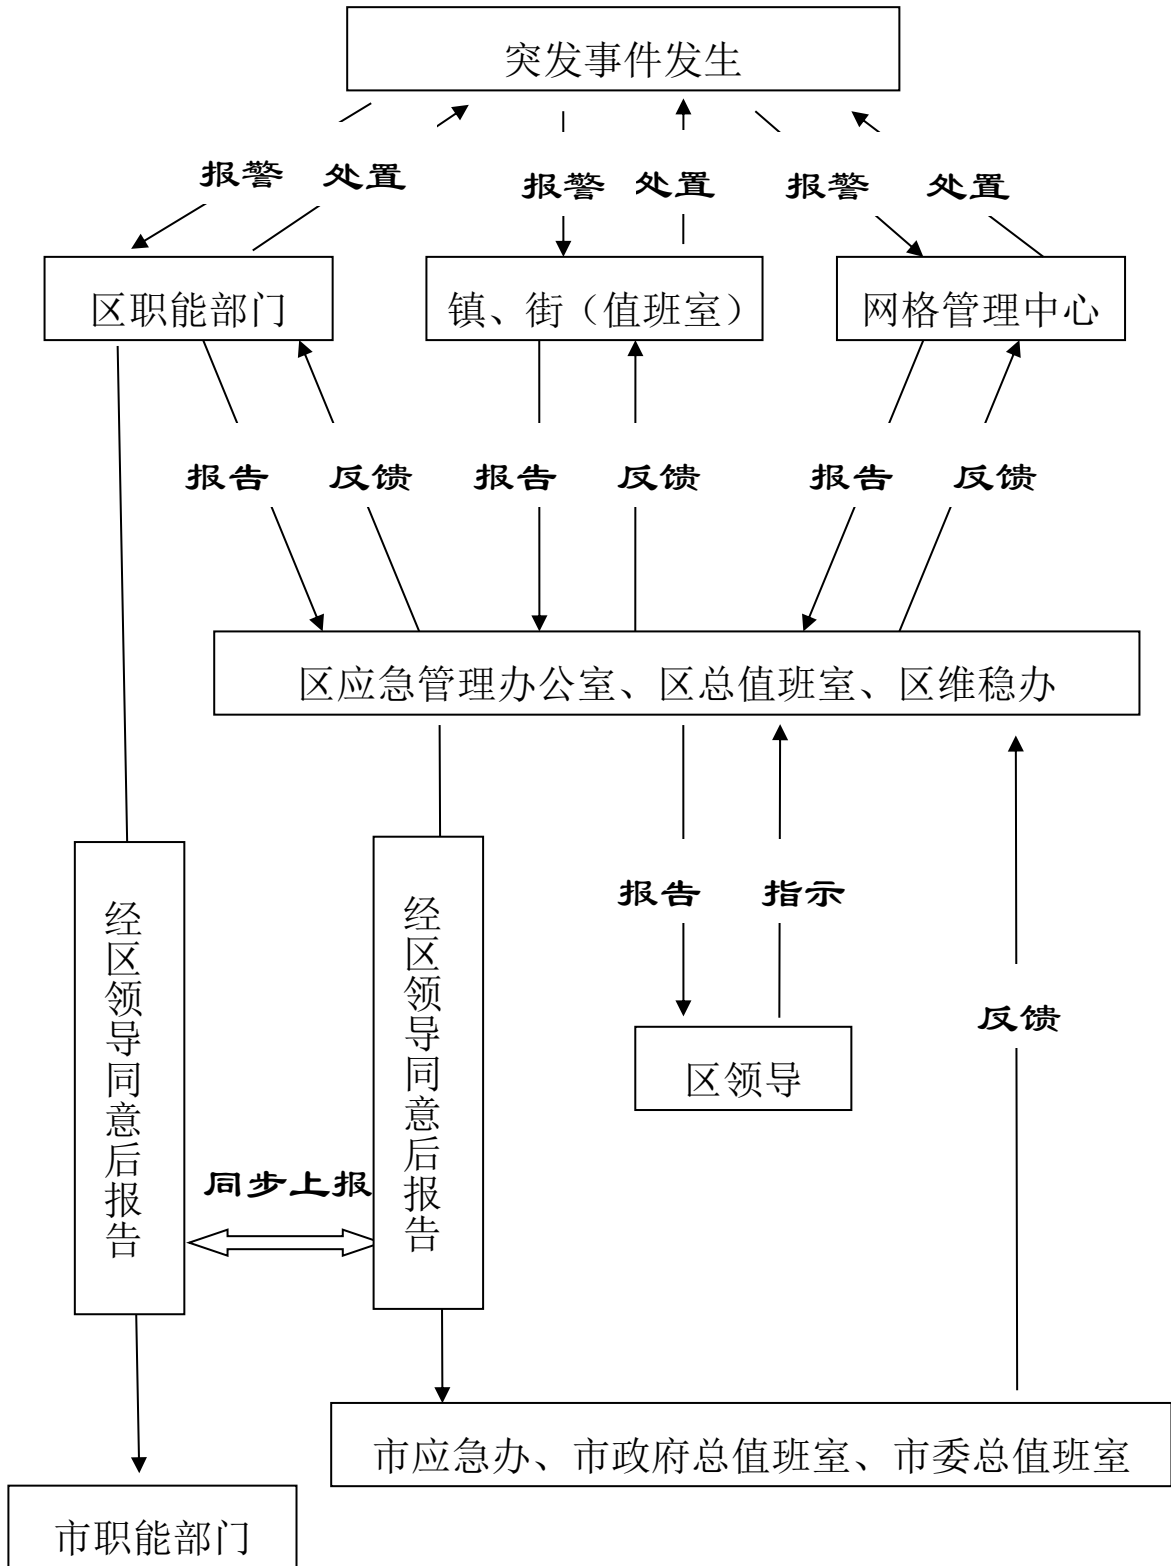 突发事件发生
报警
处置
报警
处置
报警
处置
区职能部门
镇、街（值班室）
网格管理中心
报告
反馈
报告
反馈
报告
反馈
区应急管理办公室、区总值班室、区维稳办
经区领导同意后报告
经区领导同意后报告
报告
指示
反馈
区领导
同步上报
市应急办、市政府总值班室、市委总值班室
市职能部门